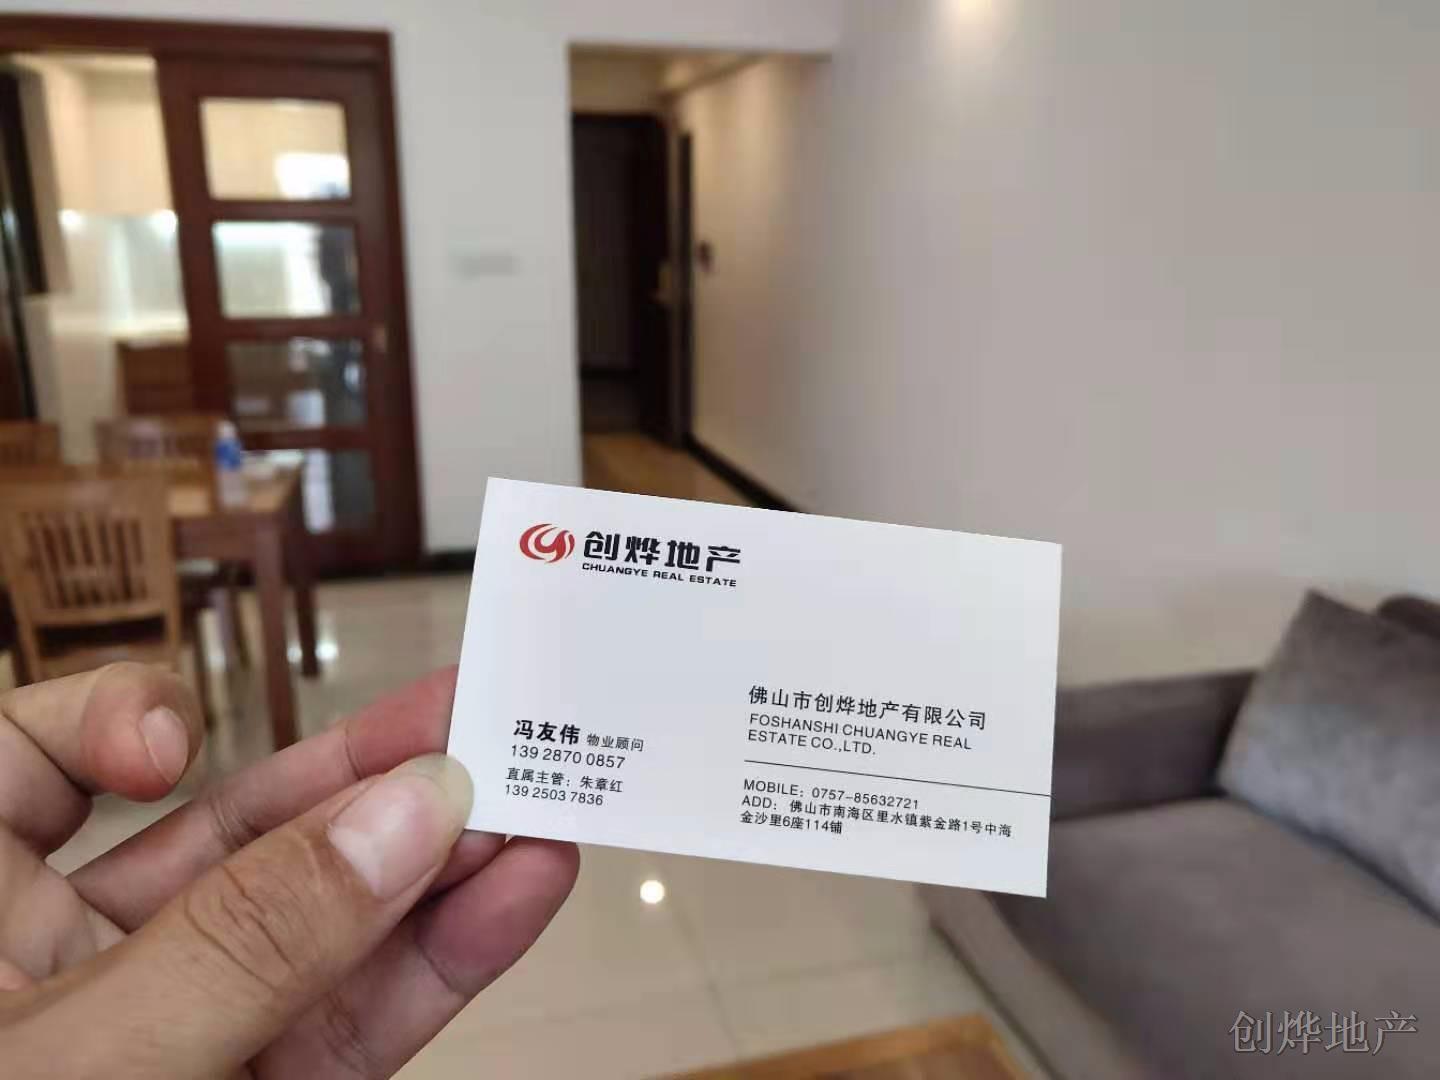 创烨地产
CHUANGYE REAL ESTATE
冯友伟 物业顾问
139 2870 0857
直属主管：朱章红
139 2503 7836
佛山市创烨地产有限公司
FOSHANSHI CHUANGYE REAL
ESTATE CO.,LTD.
MOBILE：0757-85632721
ADD： 佛山市南海区里水镇紫金路1号中海
金沙里6座114铺
创烨地产